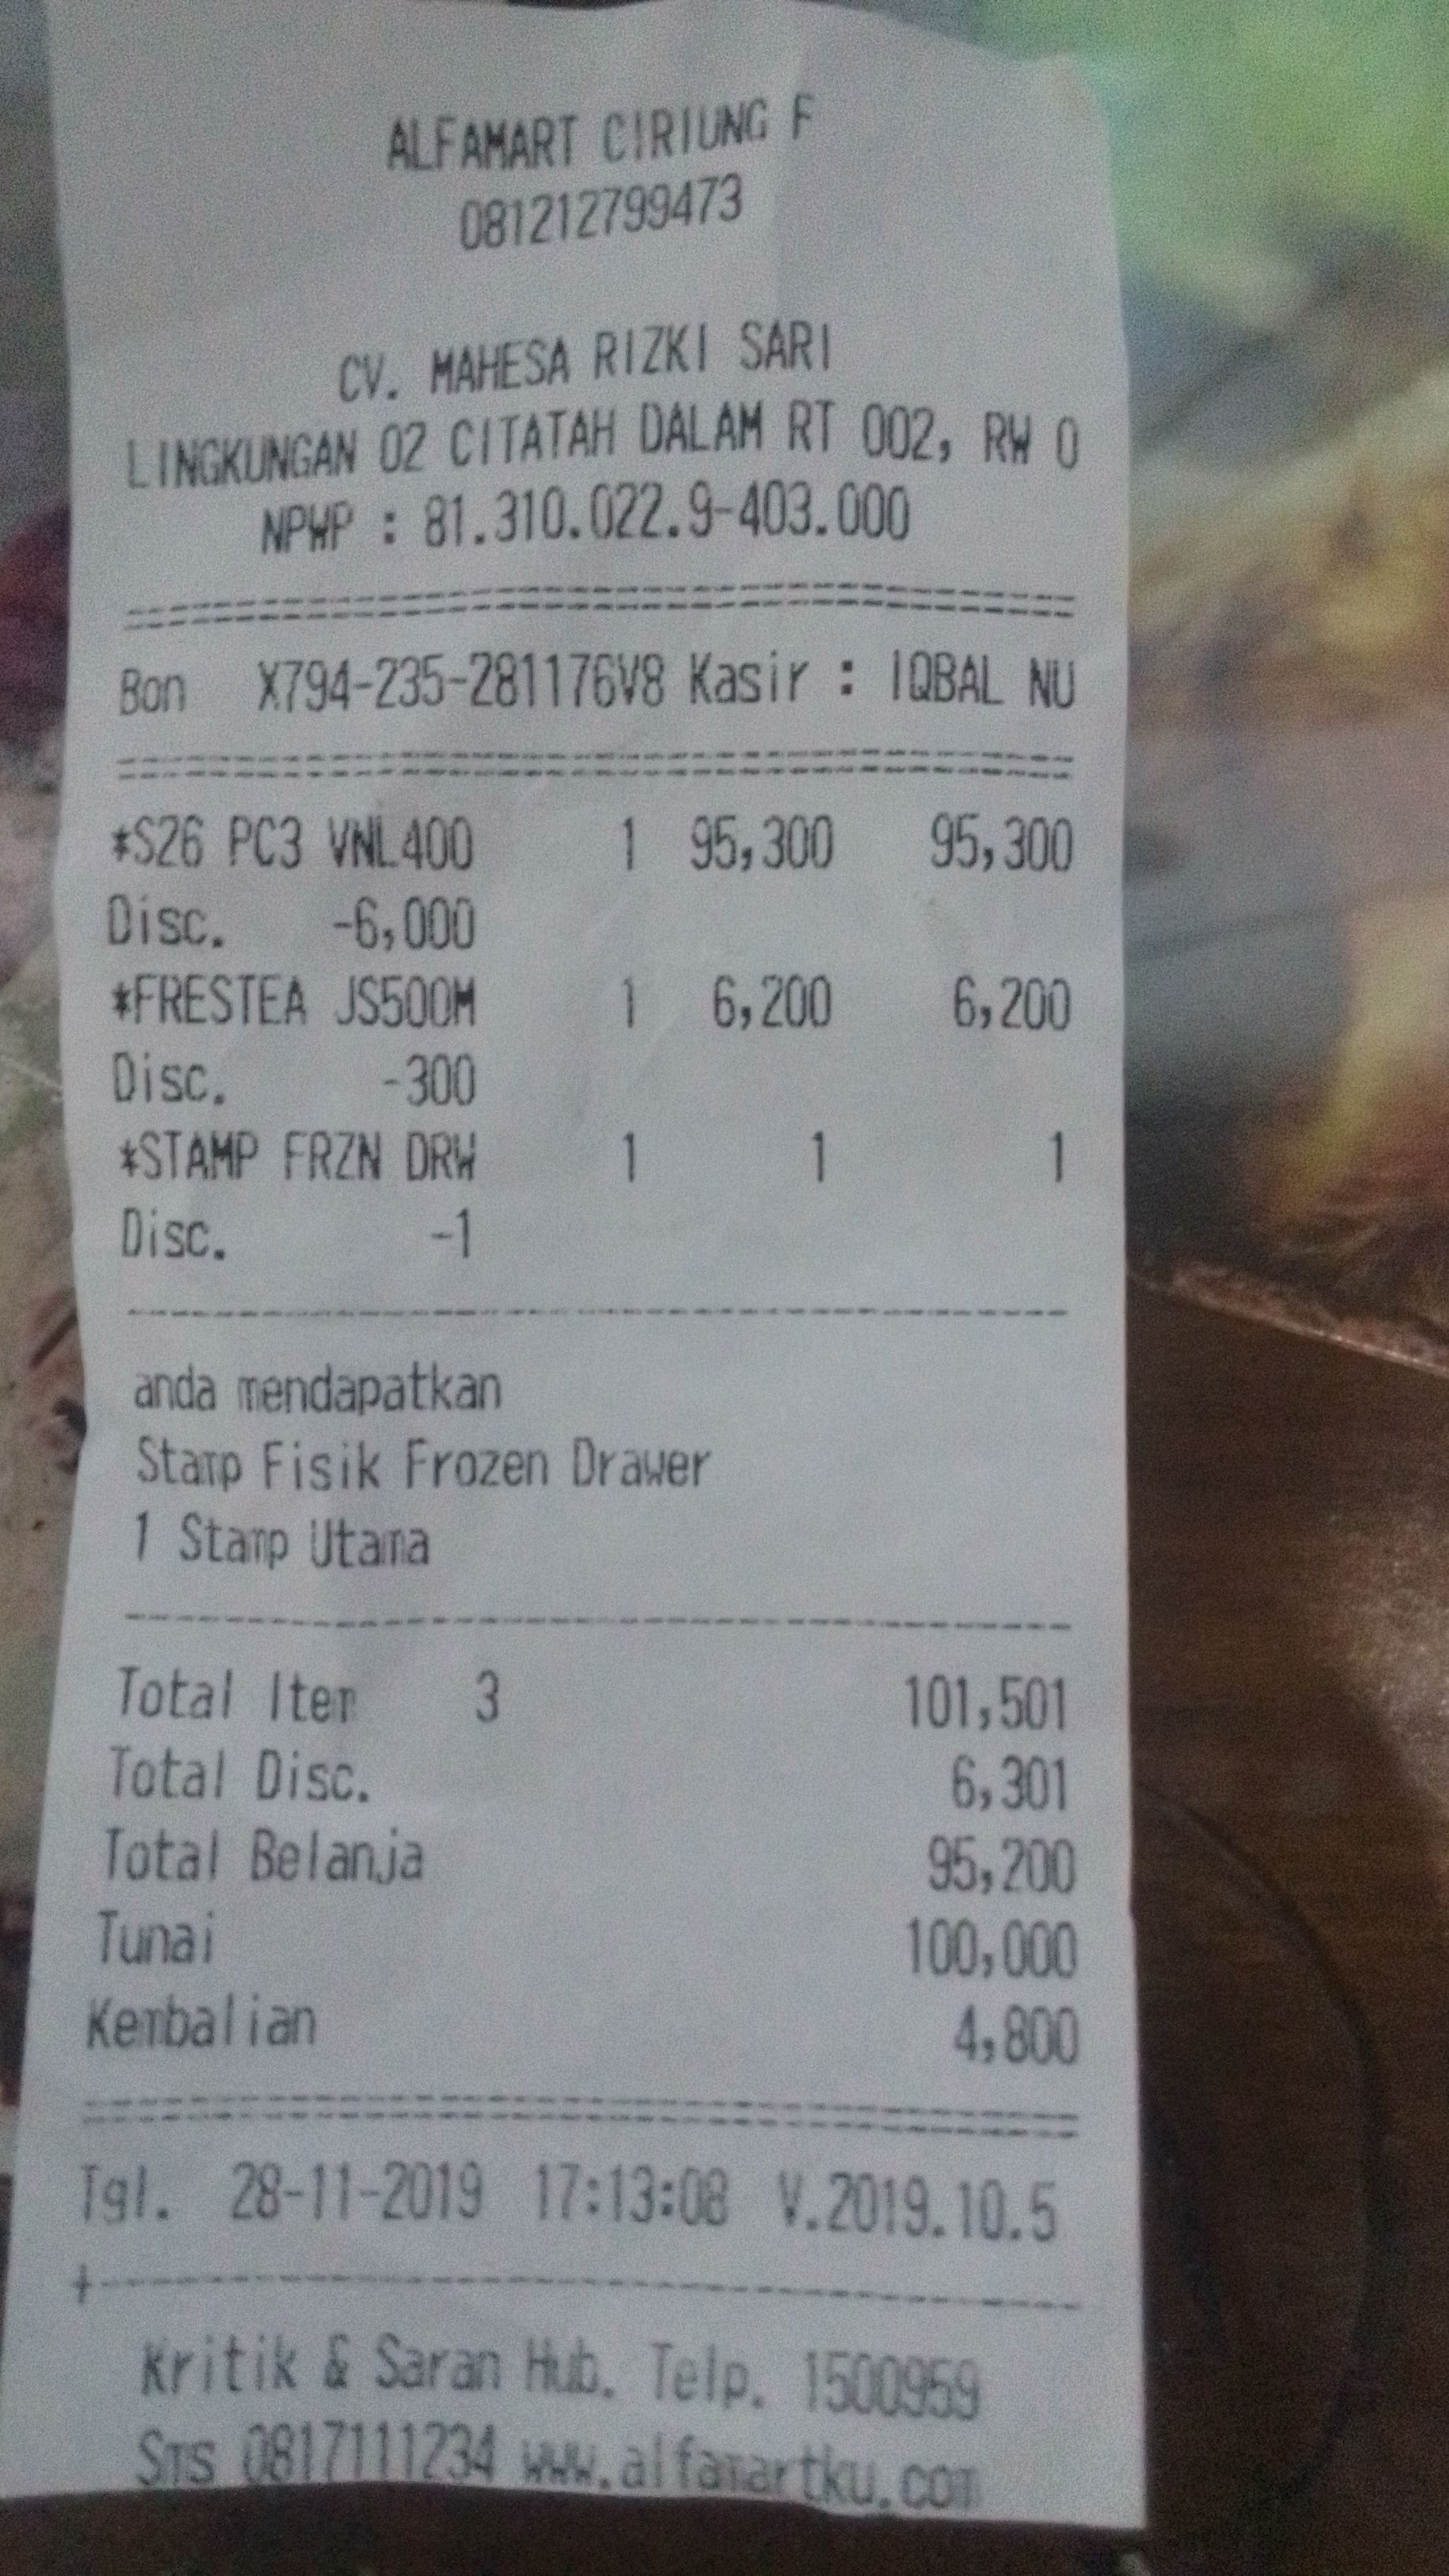 ALFAMART CIRIUNG F
081212799473
CV. MAHESA RIZKI SARI
LINGKUNGAN 02 CITATAH DALAM RT 002, RW 0
NPWP : 81.310.022.9-403.000
Bon X794-235-281176V8 Kasir : IQBAL NU
*S26 PC3 VNL400 1 95,300 95,300
Disc. -6,000
*FRESTEA JS500M 1 6,200 6,200
Disc. -300
*STAMP FRZN DRW 1 1 1
Disc. -1
anda mendapatkan
Stamp Fisik Frozen Drawer
1 Stamp Utama
Total Item 3 101,501
Total Disc. 6,301
Total Belanja 95,200
Tunai 100,000
Kembalian 4,800
Tgl. 28-11-2019 17:13:08 V.2019.10.5
Kritik & Saran Hub. Telp. 1500959
Sms 0817111234 www.alfamartku.com